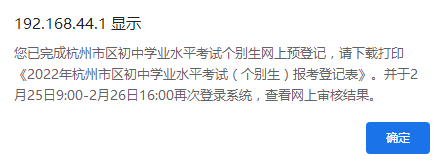 192.168.44.1 显示
您已完成杭州市区初中学业水平考试个别生网上预登记，请下载打印
《2022年杭州市区初中学业水平考试（个别生）报考登记表》。并于2
月25日9:00-2月26日16:00再次登录系统，查看网上审核结果。
确定